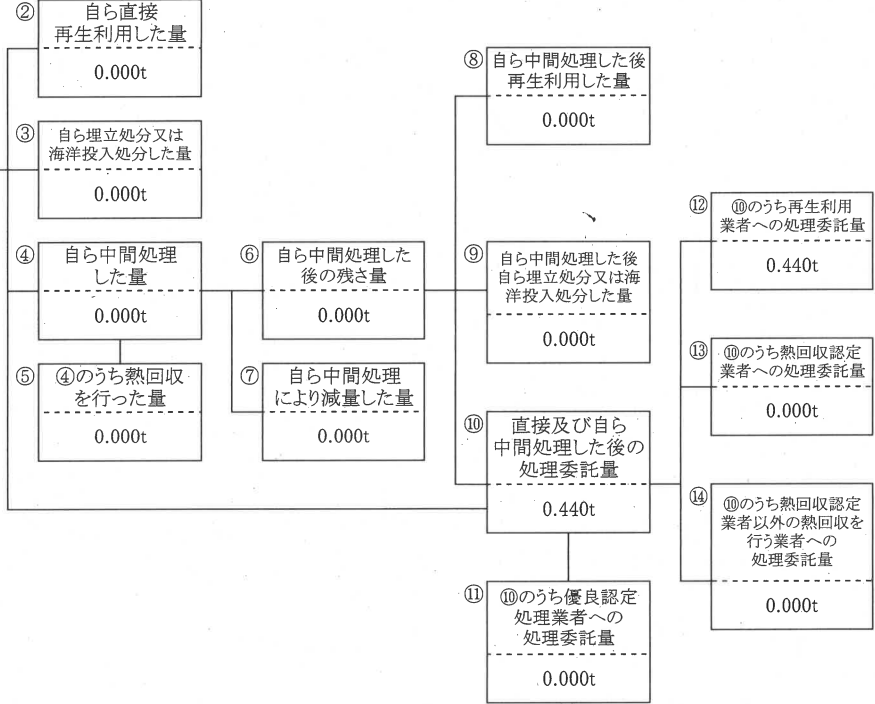 ②
自ら直接
再生利用した量
0.000t
③
自ら埋立処分又は
海洋投入処分した量
0.000t
④
自ら中間処理
した量
0.000t
⑤
④のうち熱回収
を行った量
0.000t
⑥
自ら中間処理した
後の残さ量
0.000t
⑦
自ら中間処理
により減量した量
0.000t
⑧
自ら中間処理した後
再生利用した量
0.000t
⑨
自ら中間処理した後
自ら埋立処分又は海
洋投入処分した量
0.000t
⑩
直接及び自ら
中間処理した後の
処理委託量
0.440t
⑪
⑩のうち優良認定
処理業者への
処理委託量
0.000t
⑫
⑩のうち再生利用
業者への処理委託量
0.440t
⑬
⑩のうち熱回収認定
業者への処理委託量
0.000t
⑭
⑩のうち熱回収認定
業者以外の熱回収を
行う業者への
処理委託量
0.000t